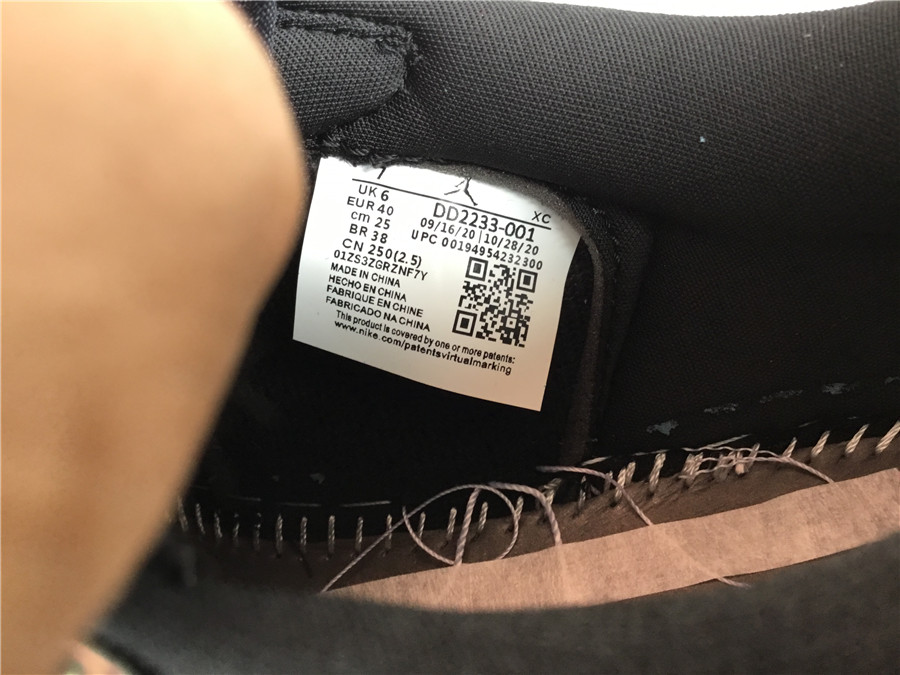 UK 6
EUR 40
cm 25
BR 38
CN 250(2.5)
01ZS3ZGRZNF7Y
MADE IN CHINA
HECHO EN CHINA
FABRIQUE EN CHINE
FABRICADO NA CHINA
XC
DD2233-001
09/16/20 | 10/28/20
UPC 00194954232300
This product is covered by one or more patents:
www.nike.com/patentsvirtualmarking